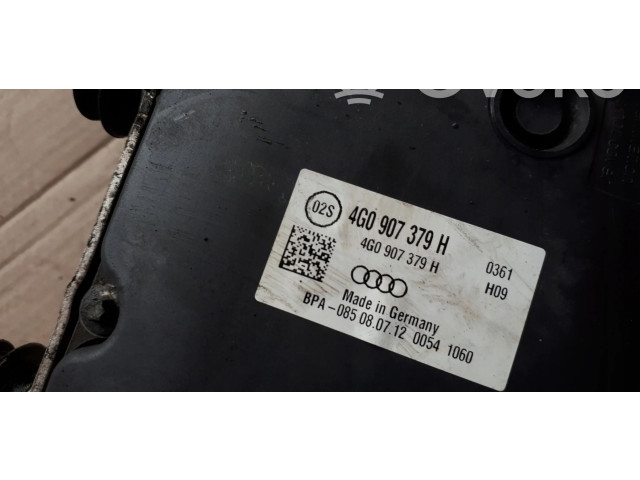 02S 4G0 907 379 H
4G0 907 379 H 0361
H09
Made in Germany
BPA-085 08.07.12 0054 1060